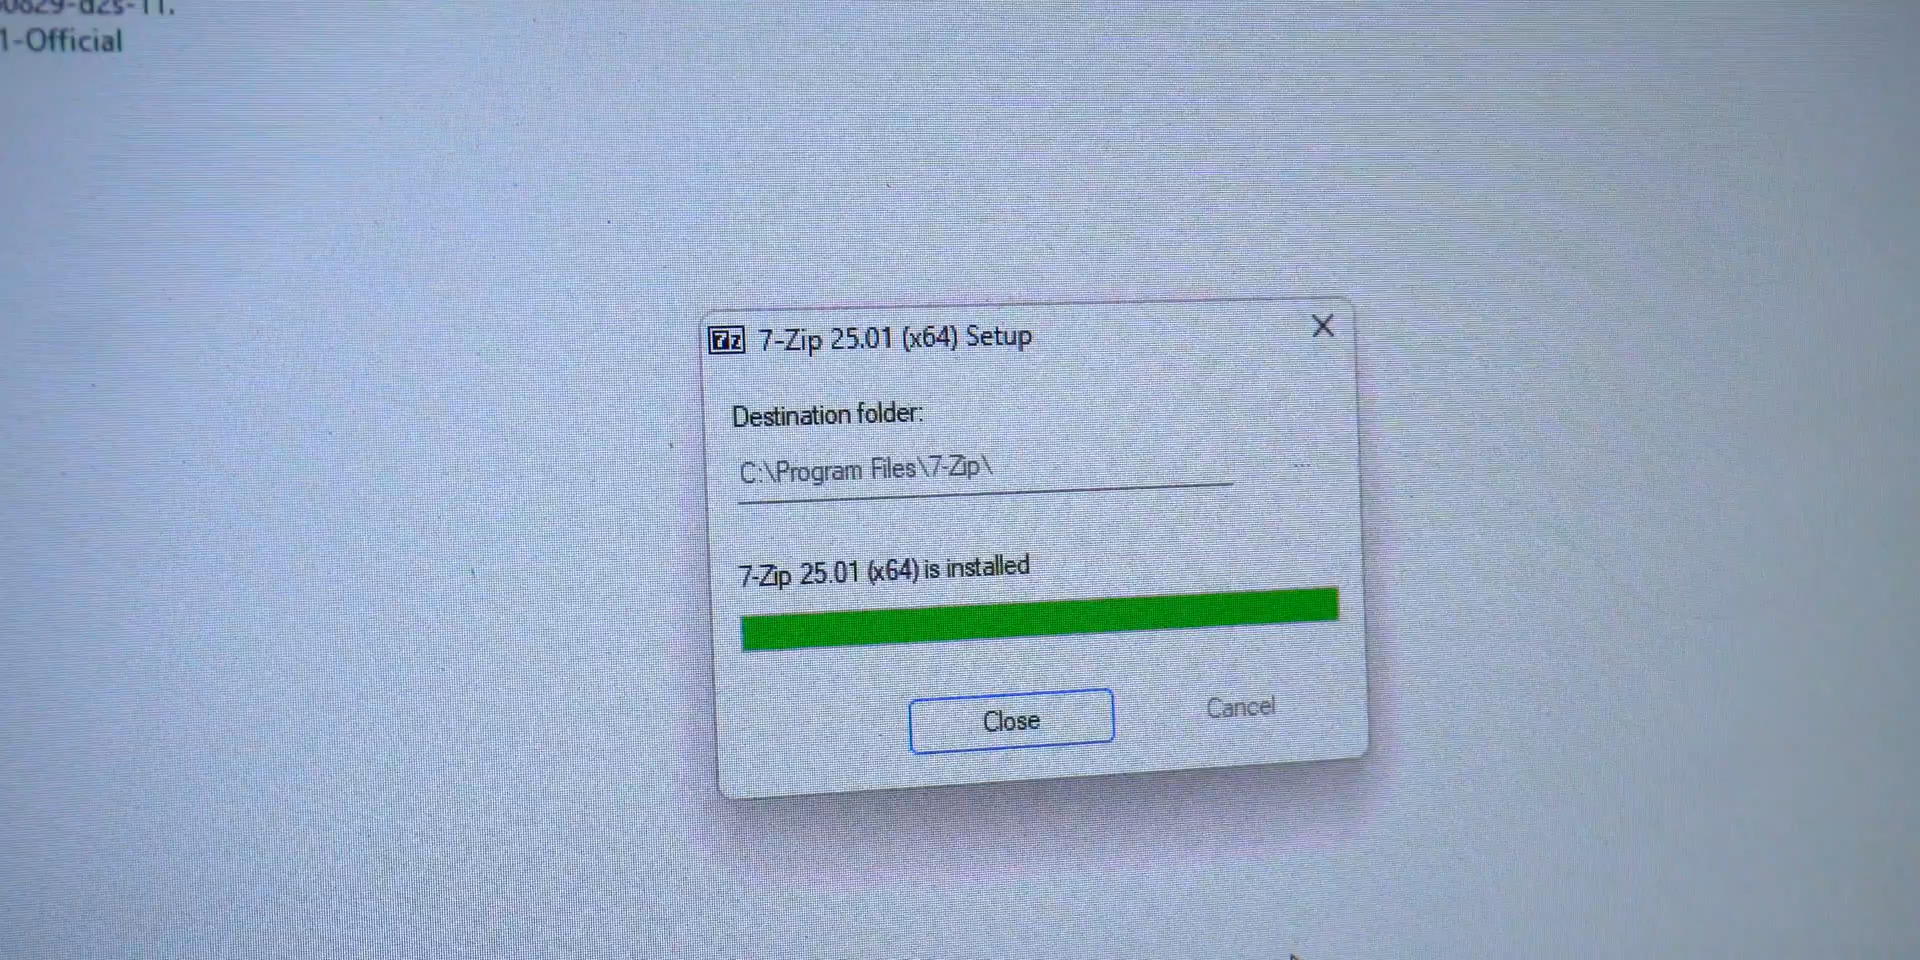 1-Official
7z 7-Zip 25.01 (x64) Setup
Destination folder:
C:\Program Files\7-Zip\
...
7-Zip 25.01 (x64) is installed
Close
Cancel